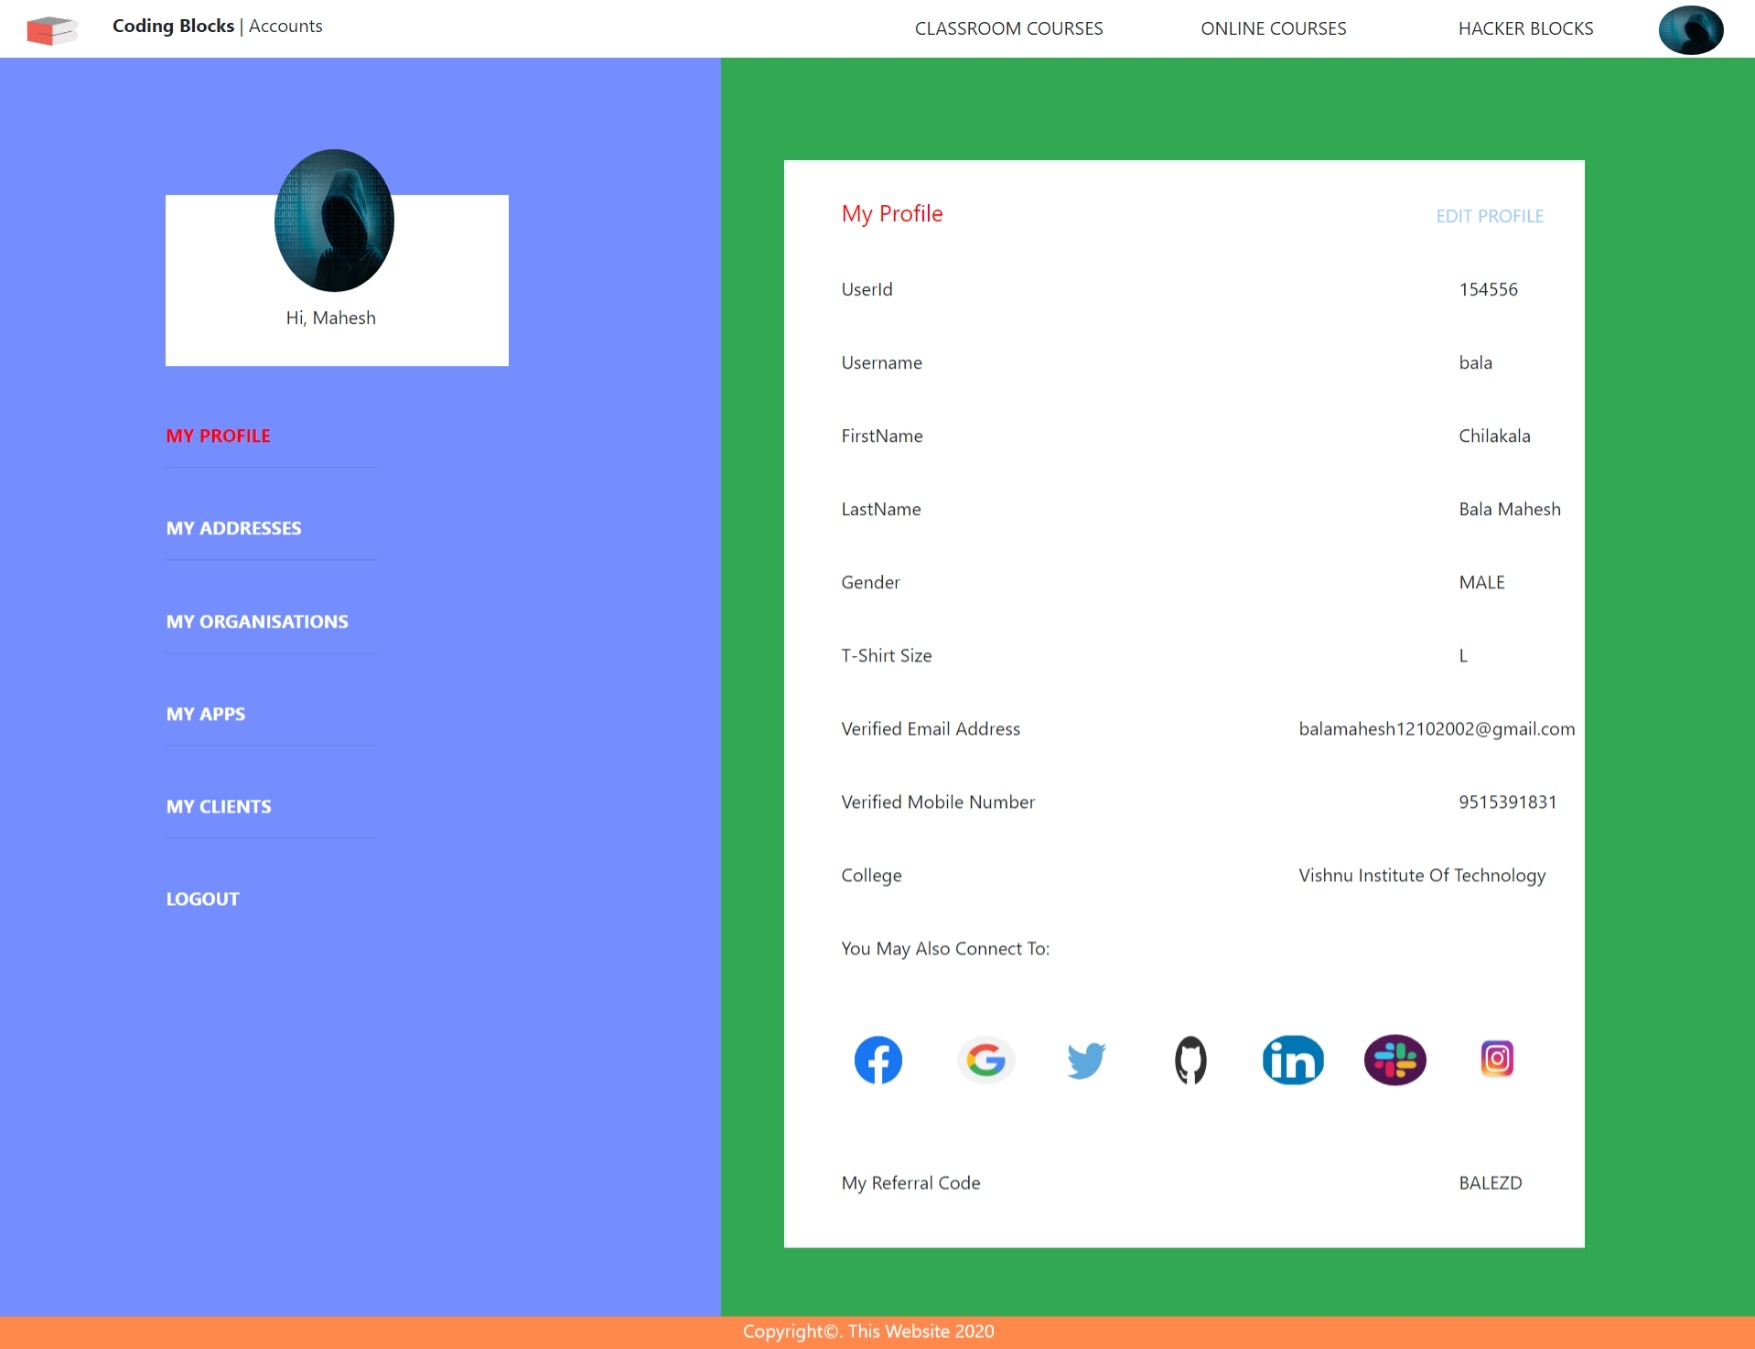 Coding Blocks | Accounts
CLASSROOM COURSES
ONLINE COURSES
HACKER BLOCKS
Hi, Mahesh
MY PROFILE
MY ADDRESSES
MY ORGANISATIONS
MY APPS
MY CLIENTS
LOGOUT
My Profile
EDIT PROFILE
UserId 154556
Username bala
FirstName Chilakala
LastName Bala Mahesh
Gender MALE
T-Shirt Size L
Verified Email Address balamahesh12102002@gmail.com
Verified Mobile Number 9515391831
College Vishnu Institute Of Technology
You May Also Connect To:
in
My Referral Code BALEZD
Copyright©. This Website 2020